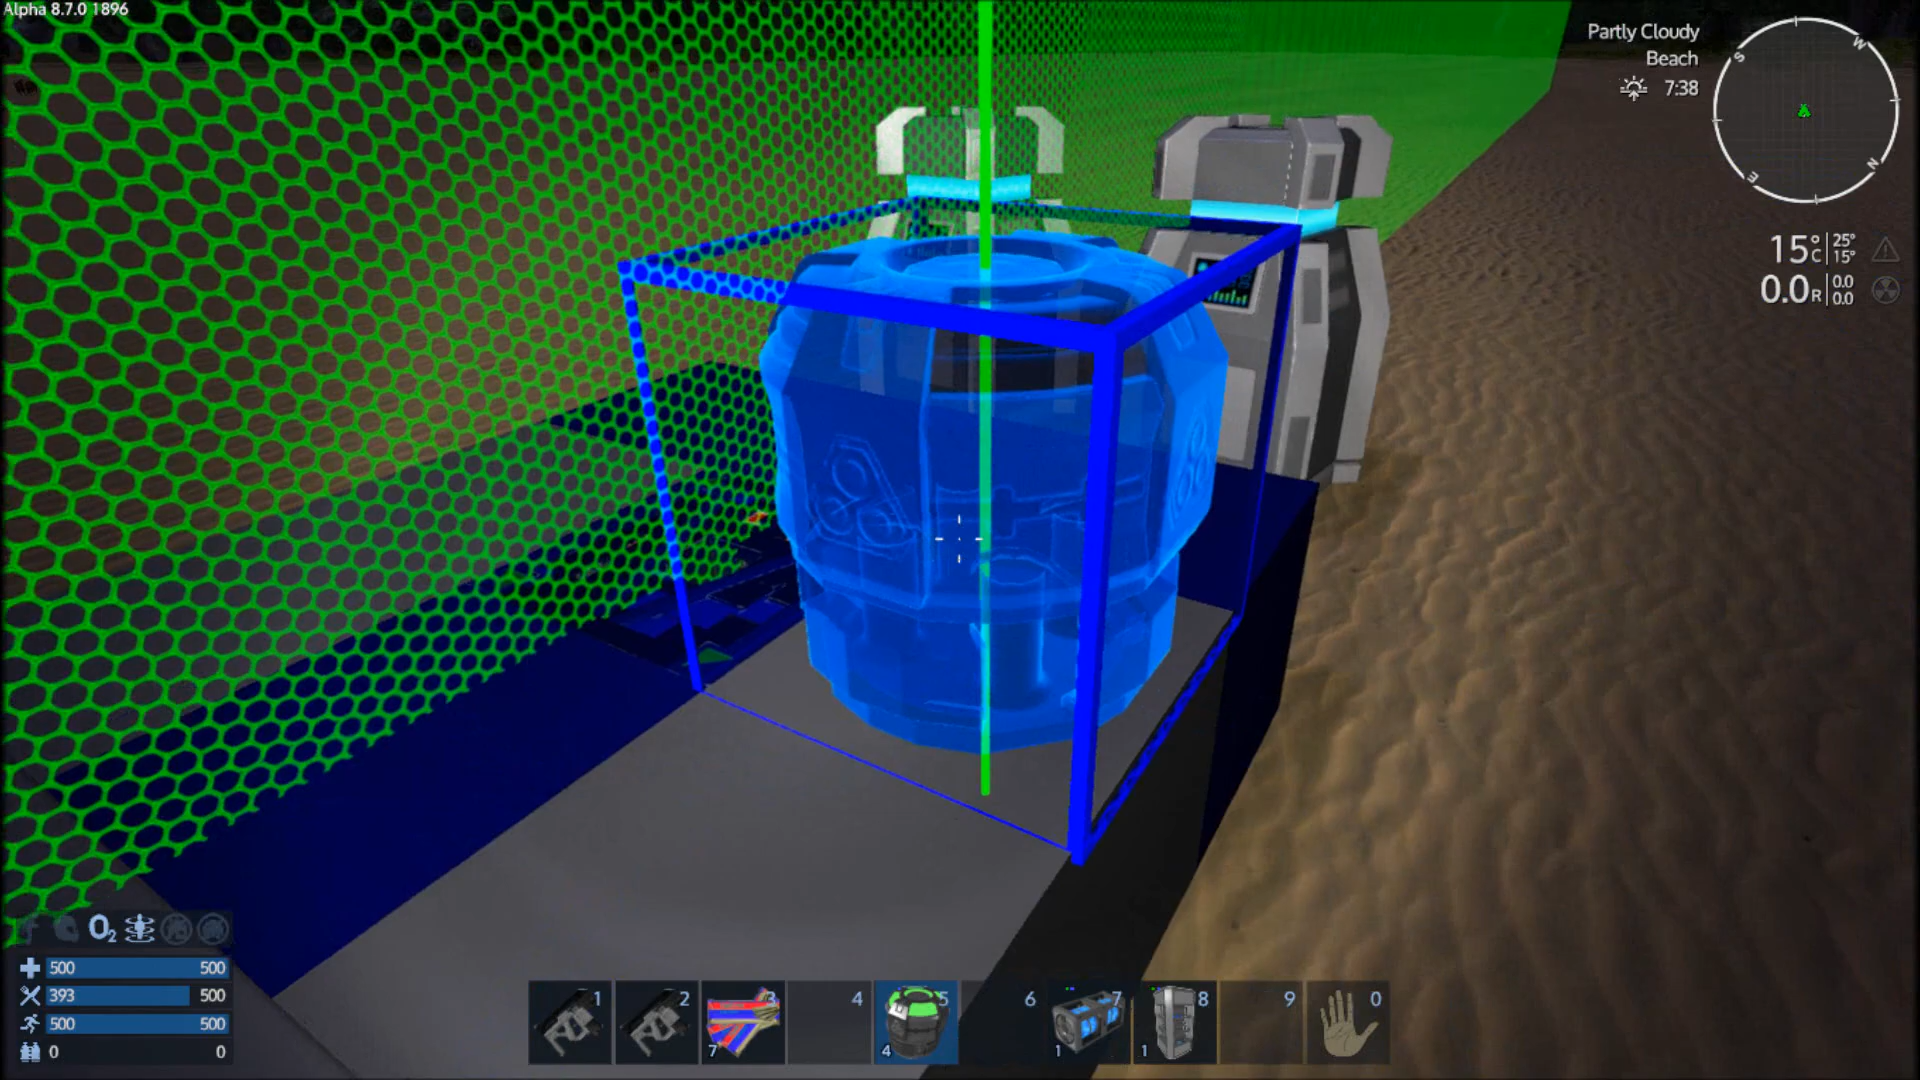 Alpha 8.7.0 1896
Partly Cloudy
Beach
7:38
S W N E
15°C 25° 15°
0.0R 0.0 0.0
O2
500 500
393 500
500 500
0 0
1 2 3 4 5 6 7 8 9 0
7 4 1 1